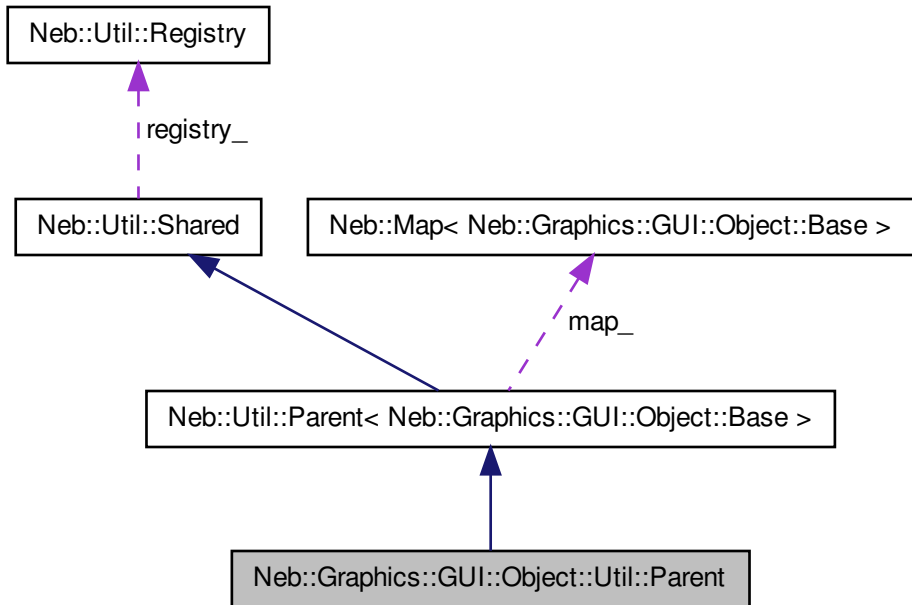 Neb::Util::Registry
registry_
Neb::Util::Shared
Neb::Map< Neb::Graphics::GUI::Object::Base >
map_
Neb::Util::Parent< Neb::Graphics::GUI::Object::Base >
Neb::Graphics::GUI::Object::Util::Parent